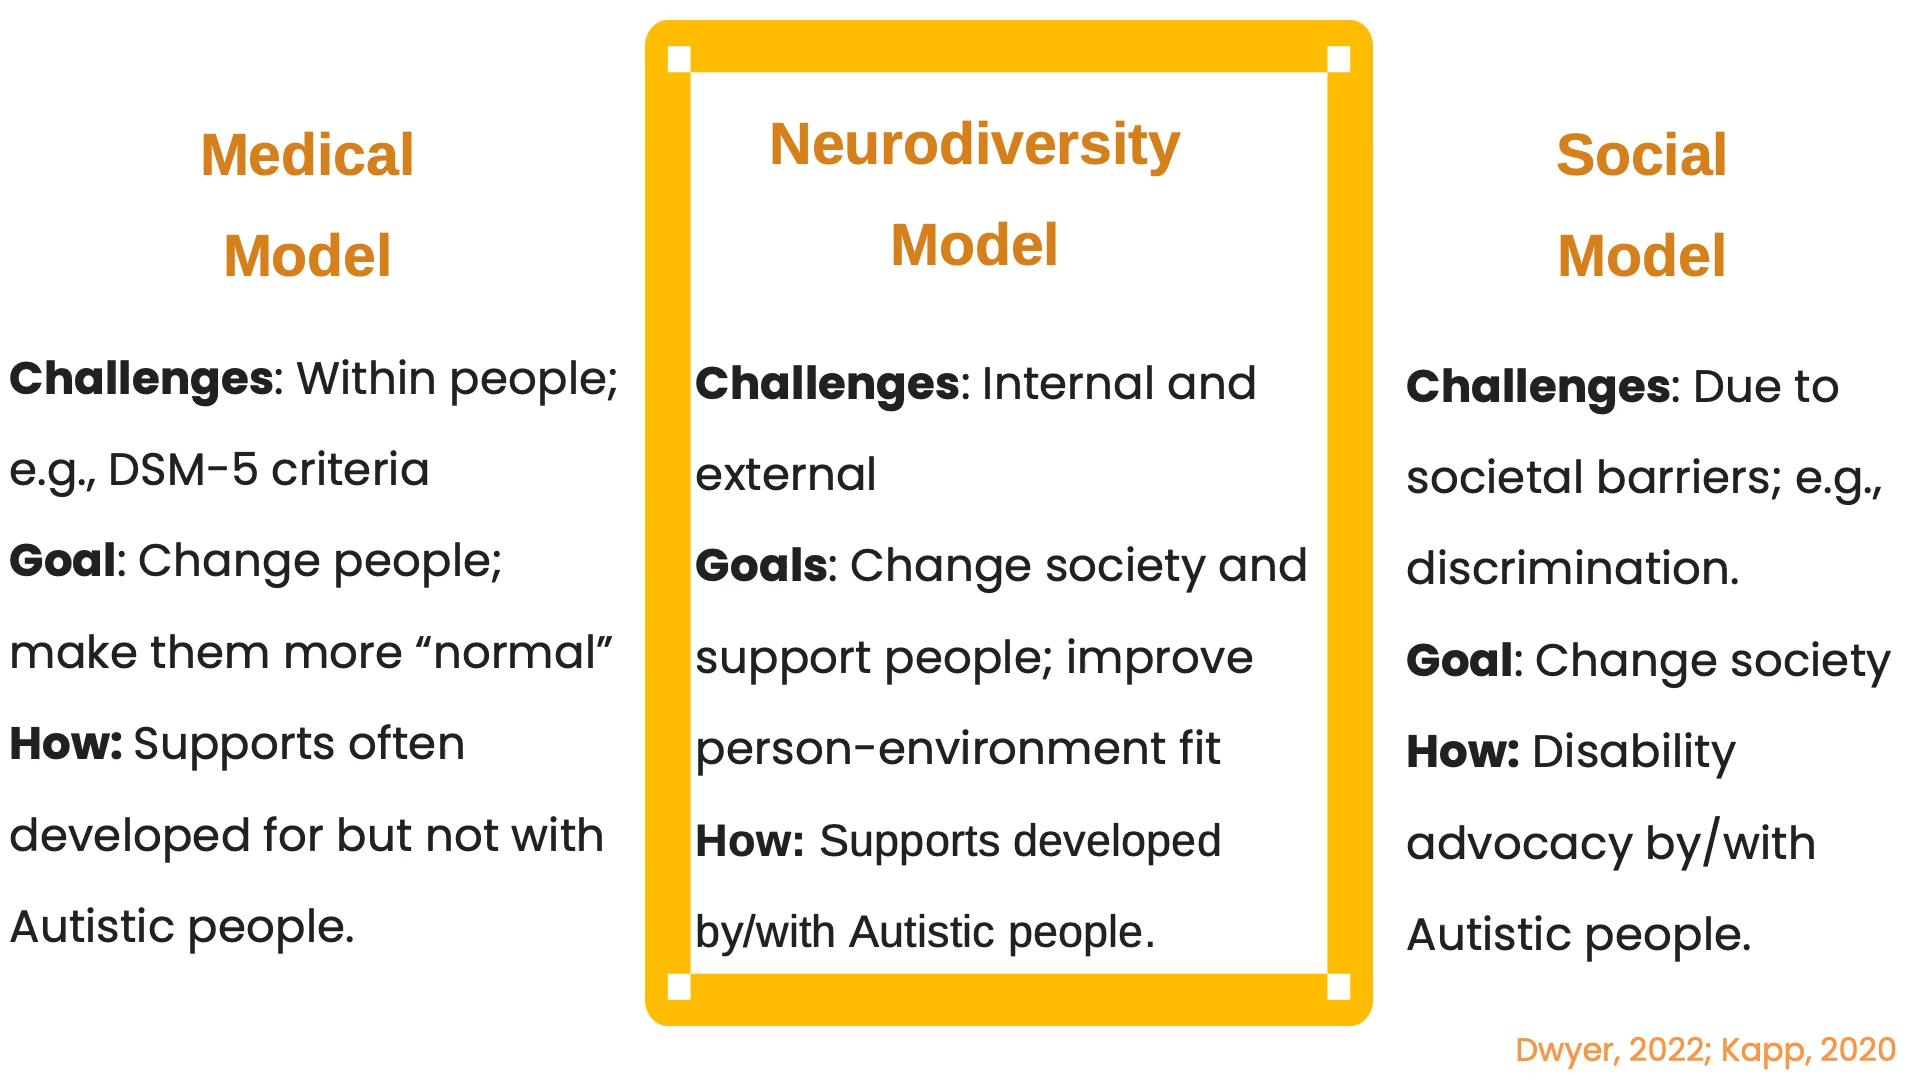 Medical
Model
Challenges: Within people;
e.g., DSM-5 criteria
Goal: Change people;
make them more “normal”
How: Supports often
developed for but not with
Autistic people.
Neurodiversity
Model
Challenges: Internal and
external
Goals: Change society and
support people; improve
person-environment fit
How: Supports developed
by/with Autistic people.
Social
Model
Challenges: Due to
societal barriers; e.g.,
discrimination.
Goal: Change society
How: Disability
advocacy by/with
Autistic people.
Dwyer, 2022; Kapp, 2020